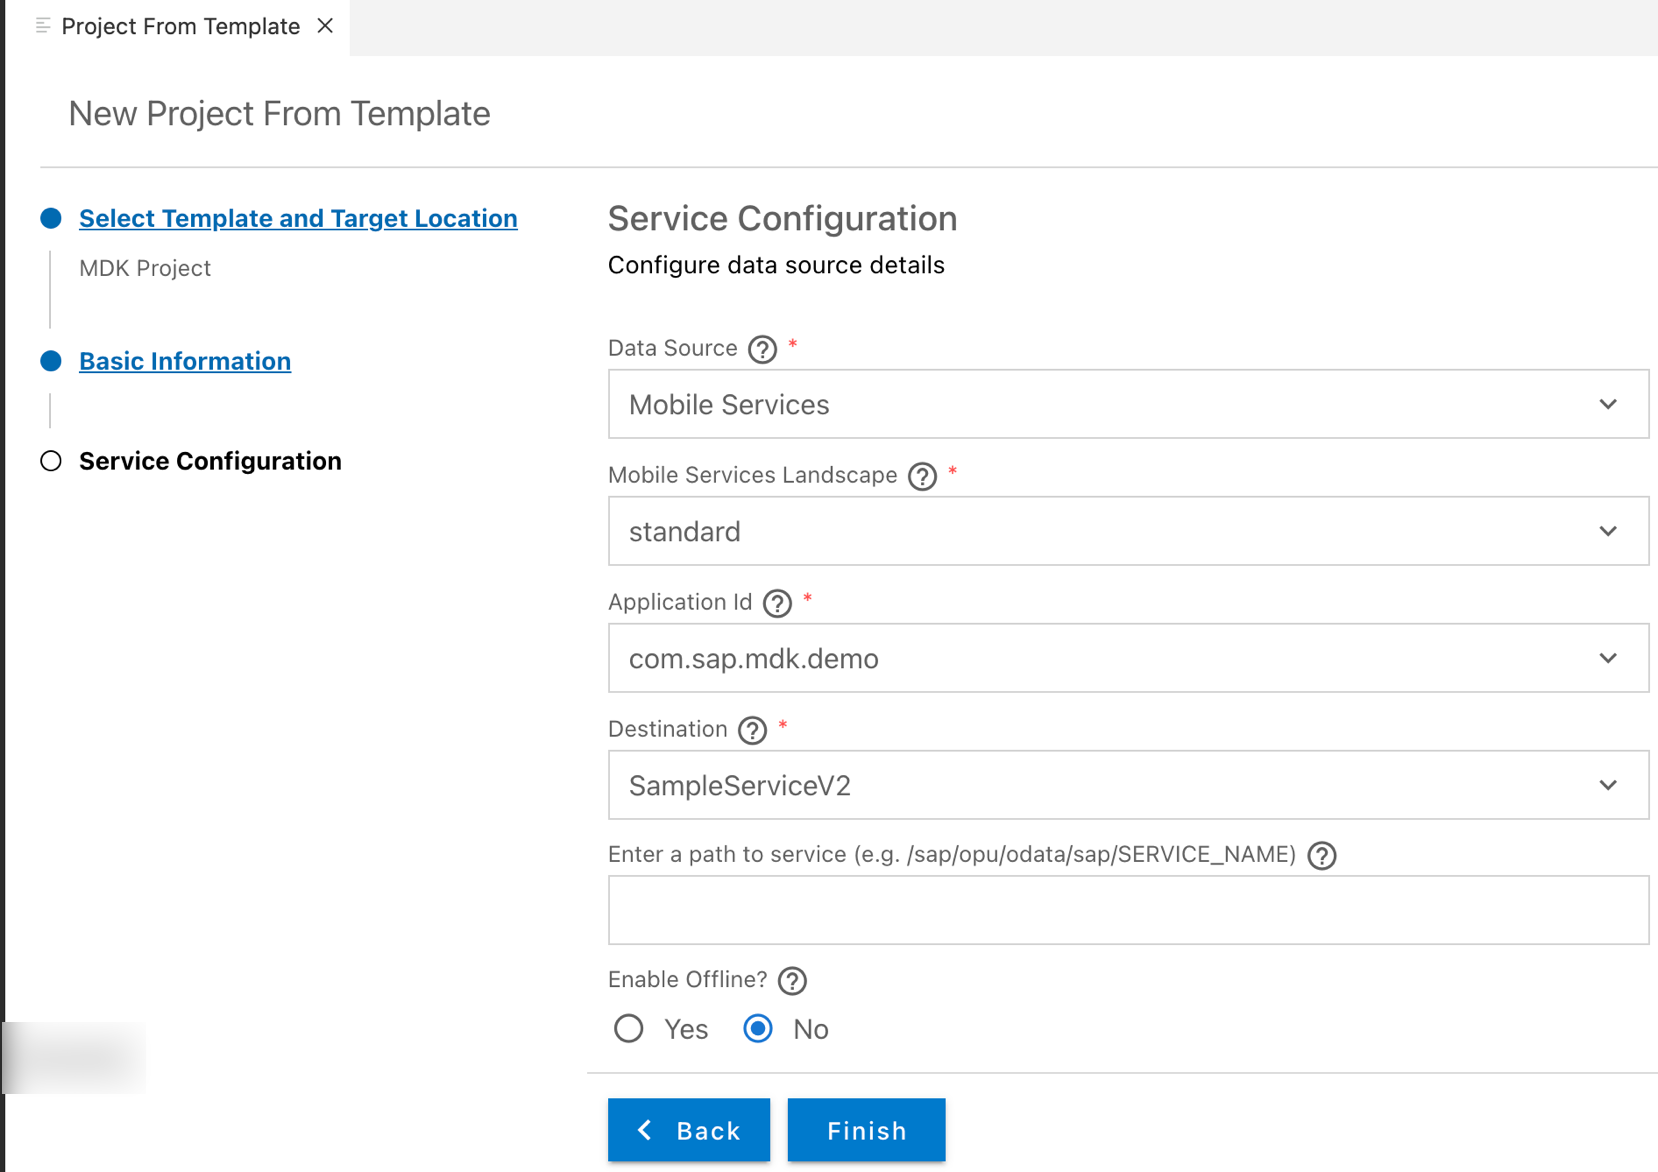 Project From Template
New Project From Template
Select Template and Target Location
MDK Project
Basic Information
Service Configuration
Service Configuration
Configure data source details
Data Source *
Mobile Services
Mobile Services Landscape *
standard
Application Id *
com.sap.mdk.demo
Destination *
SampleServiceV2
Enter a path to service (e.g. /sap/opu/odata/sap/SERVICE_NAME)
Enable Offline?
Yes No
Back Finish